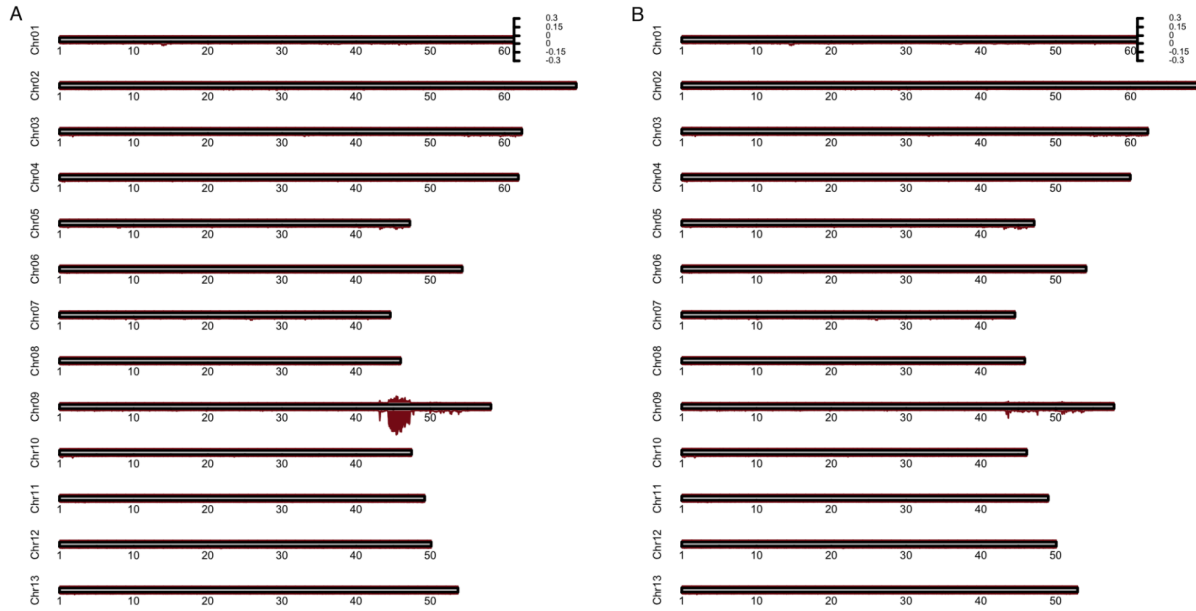 A
Chr01
1 10 20 30 40 50 60
0.3
0.15
0
0
-0.15
-0.3
Chr02
1 10 20 30 40 50 60
Chr03
1 10 20 30 40 50 60
Chr04
1 10 20 30 40 50 60
Chr05
1 10 20 30 40
Chr06
1 10 20 30 40 50
Chr07
1 10 20 30 40
Chr08
1 10 20 30 40
Chr09
1 10 20 30 40 50
Chr10
1 10 20 30 40
Chr11
1 10 20 30 40
Chr12
1 10 20 30 40 50
Chr13
1 10 20 30 40 50
B
Chr01
1 10 20 30 40 50 60
0.3
0.15
0
0
-0.15
-0.3
Chr02
1 10 20 30 40 50 60
Chr03
1 10 20 30 40 50 60
Chr04
1 10 20 30 40 50
Chr05
1 10 20 30 40
Chr06
1 10 20 30 40 50
Chr07
1 10 20 30 40
Chr08
1 10 20 30 40
Chr09
1 10 20 30 40 50
Chr10
1 10 20 30 40
Chr11
1 10 20 30 40
Chr12
1 10 20 30 40 50
Chr13
1 10 20 30 40 50